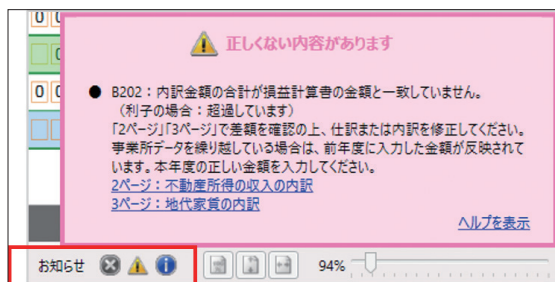 正しくない内容があります
● B202：内訳金額の合計が損益計算書の金額と一致していません。
（利子の場合：超過しています）
「2ページ」「3ページ」で差額を確認の上、仕訳または内訳を修正してください。
事業所データを繰り越している場合は、前年度に入力した金額が反映されて
います。本年度の正しい金額を入力してください。
2ページ：不動産所得の収入の内訳
3ページ：地代家賃の内訳
ヘルプを表示
お知らせ
94%